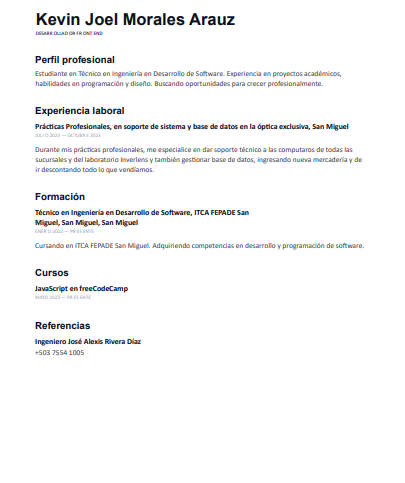 Kevin Joel Morales Arauz
DESARROLLADOR FRONT END
Perfil profesional
Estudiante en Técnico en Ingeniería en Desarrollo de Software. Experiencia en proyectos académicos,
habilidades en programación y diseño. Buscando oportunidades para crecer profesionalmente.
Experiencia laboral
Prácticas Profesionales, en soporte de sistema y base de datos en la óptica exclusiva, San Miguel
JULIO 2023 — OCTUBRE 2023
Durante mis prácticas profesionales, me especialice en dar soporte técnico a las computaros de todas las
sucursales y del laboratorio Inverlens y también gestionar base de datos, ingresando nueva mercadería y de
ir descontando todo lo que vendíamos.
Formación
Técnico en Ingeniería en Desarrollo de Software, ITCA FEPADE San
Miguel, San Miguel, San Miguel
ENERO 2022 — PRESENTE
Cursando en ITCA FEPADE San Miguel. Adquiriendo competencias en desarrollo y programación de software.
Cursos
JavaScript en freeCodeCamp
MAYO 2023 — PRESENTE
Referencias
Ingeniero José Alexis Rivera Díaz
+503 7554 1005